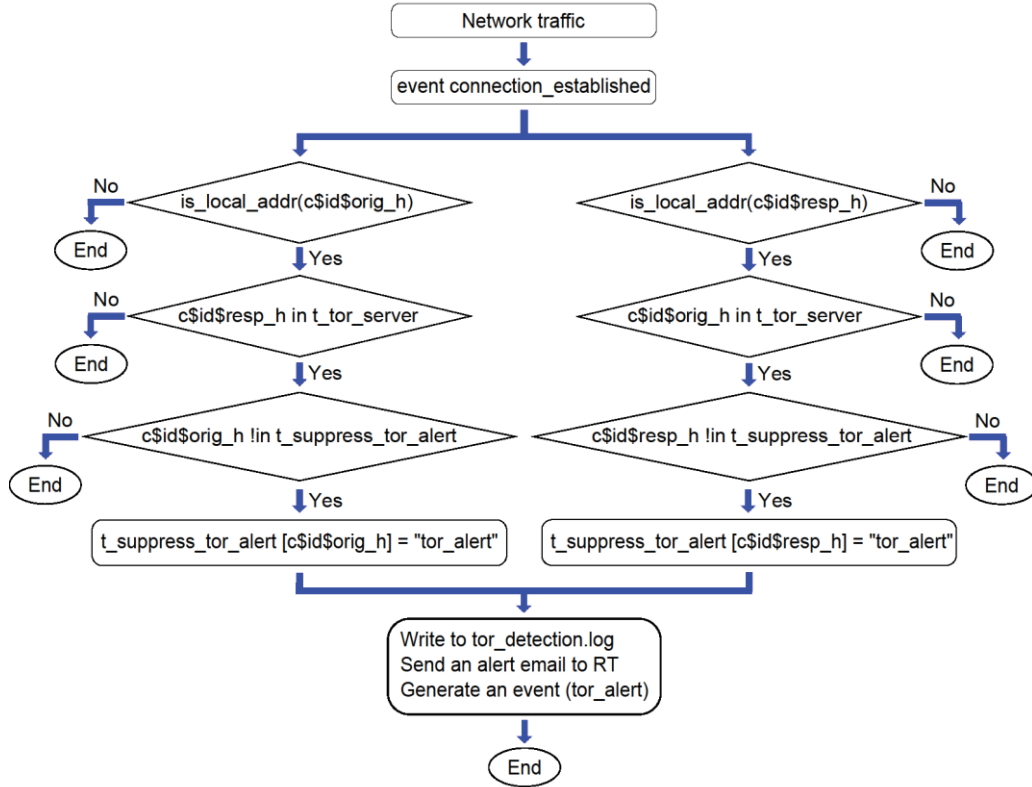 Network traffic
event connection_established
No
is_local_addr(c$id$orig_h)
is_local_addr(c$id$resp_h)
No
End
Yes
Yes
End
No
c$id$resp_h in t_tor_server
c$id$orig_h in t_tor_server
No
End
Yes
Yes
End
No
c$id$orig_h !in t_suppress_tor_alert
c$id$resp_h !in t_suppress_tor_alert
No
End
Yes
Yes
End
t_suppress_tor_alert [c$id$orig_h] = "tor_alert"
t_suppress_tor_alert [c$id$resp_h] = "tor_alert"
Write to tor_detection.log
Send an alert email to RT
Generate an event (tor_alert)
End